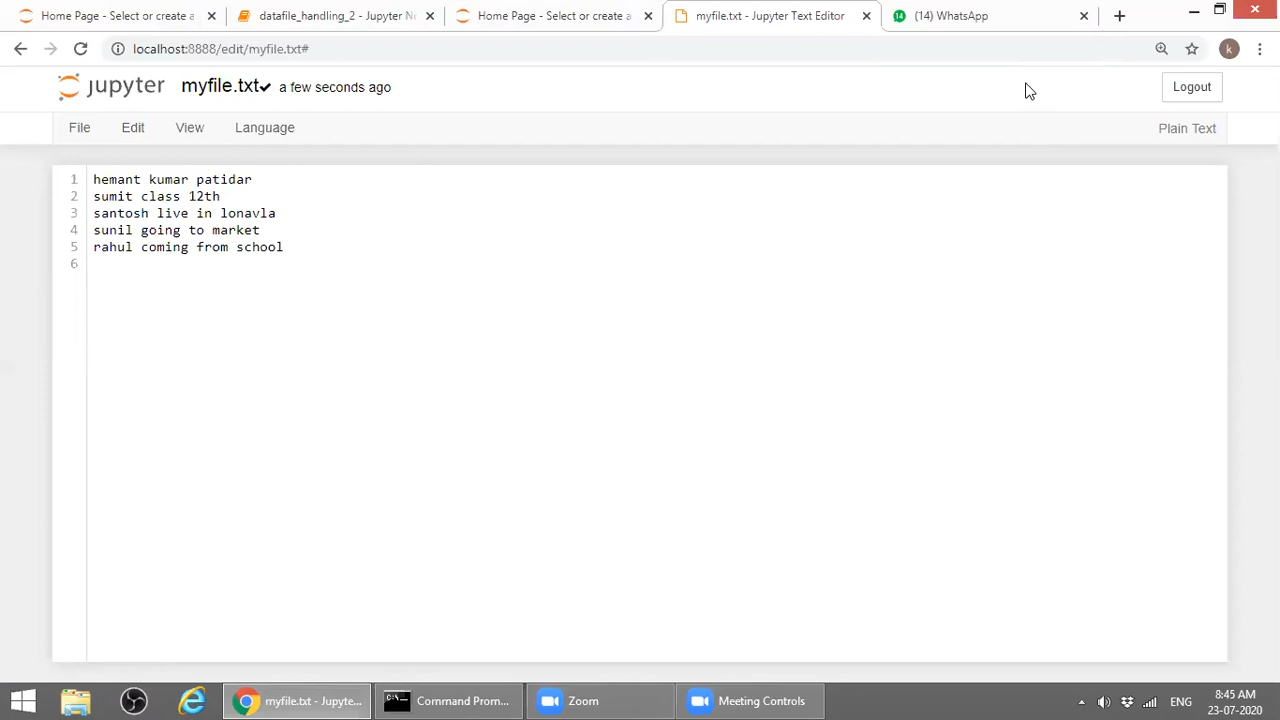 Home Page - Select or create a
datafile_handling_2 - Jupyter No
Home Page - Select or create a
myfile.txt - Jupyter Text Editor
14
(14) WhatsApp
localhost:8888/edit/myfile.txt#
k
jupyter
myfile.txt✔ a few seconds ago
Logout
File
Edit
View
Language
Plain Text
1 hemant kumar patidar
2 sumit class 12th
3 santosh live in lonavla
4 sunil going to market
5 rahul coming from school
6
myfile.txt - Jupyte...
Command Prom...
Zoom
Meeting Controls
ENG
8:45 AM
23-07-2020